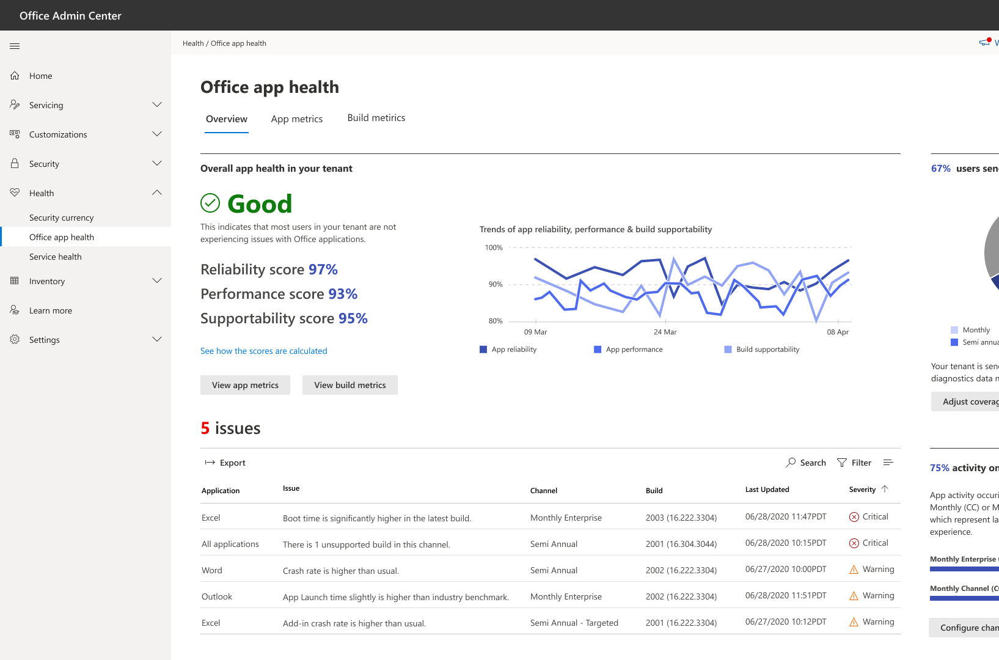 Office Admin Center
Health / Office app health
Home
Servicing
Customizations
Security
Health
Security currency
Office app health
Service health
Inventory
Learn more
Settings
Office app health
Overview
App metrics
Build metirics
Overall app health in your tenant
Good
This indicates that most users in your tenant are not
experiencing issues with Office applications.
Reliability score 97%
Performance score 93%
Supportability score 95%
See how the scores are calculated
View app metrics
View build metrics
Trends of app reliability, performance & build supportability
100%
90%
80%
09 Mar
24 Mar
08 Apr
App reliability
App performance
Build supportability
5 issues
Export
Search
Filter
Application Issue Channel Build Last Updated Severity
Excel Boot time is significantly higher in the latest build. Monthly Enterprise 2003 (16.222.3304) 06/28/2020 11:47PDT Critical
All applications There is 1 unsupported build in this channel. Semi Annual 2001 (16.304.3044) 06/28/2020 10:15PDT Critical
Word Crash rate is higher than usual. Semi Annual 2002 (16.222.3304) 06/27/2020 10:00PDT Warning
Outlook App Launch time slightly is higher than industry benchmark. Monthly Enterprise 2002 (16.222.3304) 06/28/2020 11:51PDT Warning
Excel Add-in crash rate is higher than usual. Semi Annual - Targeted 2001 (16.222.3304) 06/27/2020 10:12PDT Warning
67% users
Monthly
Semi
Your tenant is
diagnostics data
Adjust
75% activity
App activity
Monthly (CC) or
which represent
experience.
Monthly Enterprise
Monthly Channel
Configure